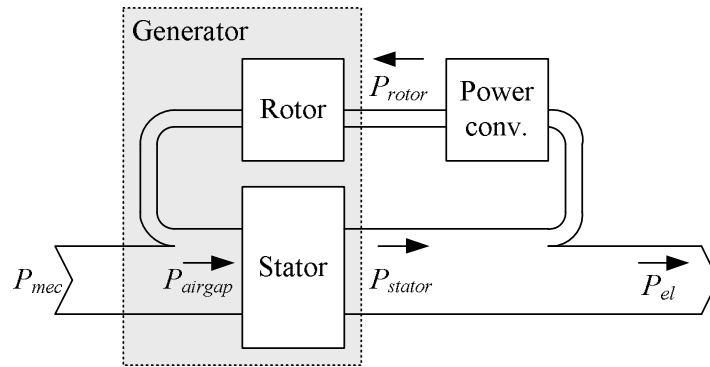 Generator
Rotor
P_rotor
Power
conv.
P_mec
P_airgap
Stator
P_stator
P_el